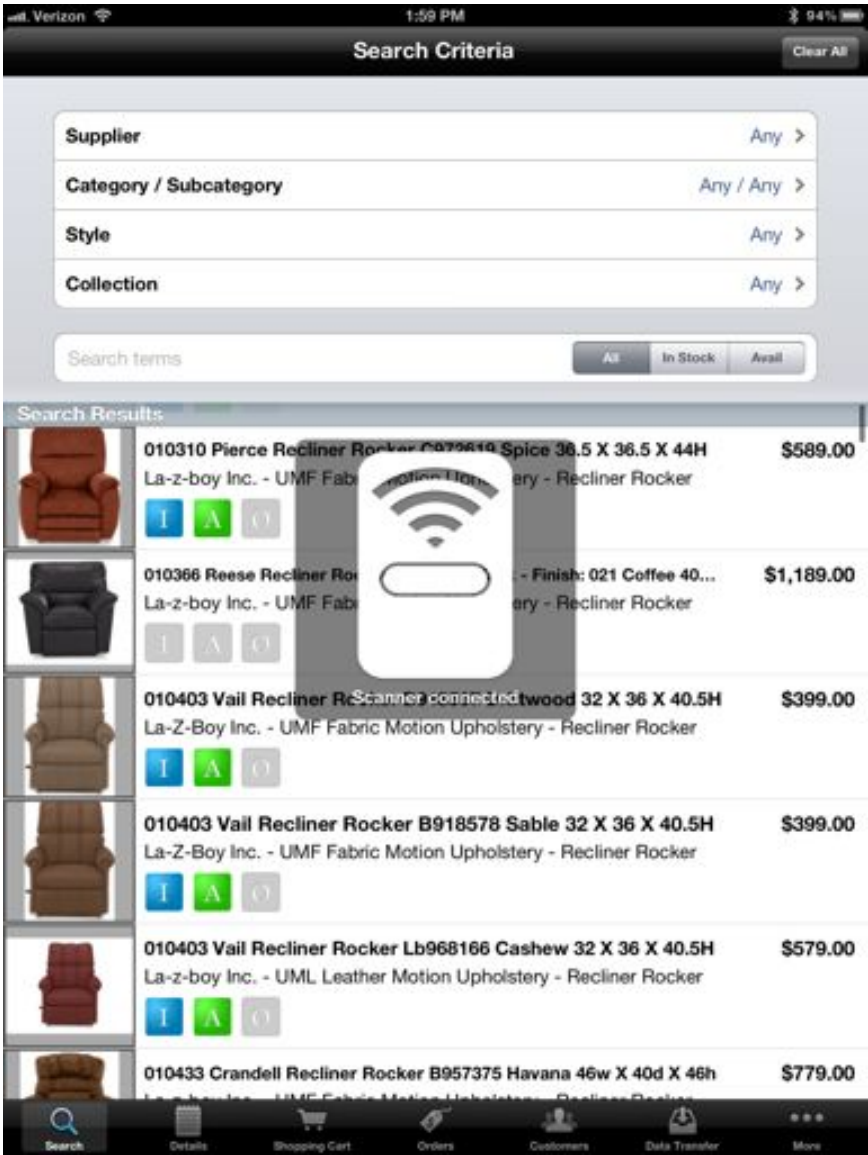 Verizon 1:59 PM 94%
Search Criteria Clear All
Supplier Any >
Category / Subcategory Any / Any >
Style Any >
Collection Any >
Search terms All In Stock Avail
Search Results
010310 Pierce Recliner Rocker C972619 Spice 36.5 X 36.5 X 44H $589.00
La-z-boy Inc. - UMF Fabric Motion Upholstery - Recliner Rocker
I A O
010366 Reese Recliner - Finish: 021 Coffee 40... $1,189.00
La-z-boy Inc. - UMF ery - Recliner Rocker
I A O
010403 Vail Recliner twood 32 X 36 X 40.5H $399.00
Scanner connected
La-Z-Boy Inc. - UMF Fabric Motion Upholstery - Recliner Rocker
I A O
010403 Vail Recliner Rocker B918578 Sable 32 X 36 X 40.5H $399.00
La-Z-Boy Inc. - UMF Fabric Motion Upholstery - Recliner Rocker
I A O
010403 Vail Recliner Rocker Lb968166 Cashew 32 X 36 X 40.5H $579.00
La-z-boy Inc. - UML Leather Motion Upholstery - Recliner Rocker
I A O
010433 Crandell Recliner Rocker B957375 Havana 46w X 40d X 46h $779.00
Search Details Shopping Cart Orders Customers Data Transfer More